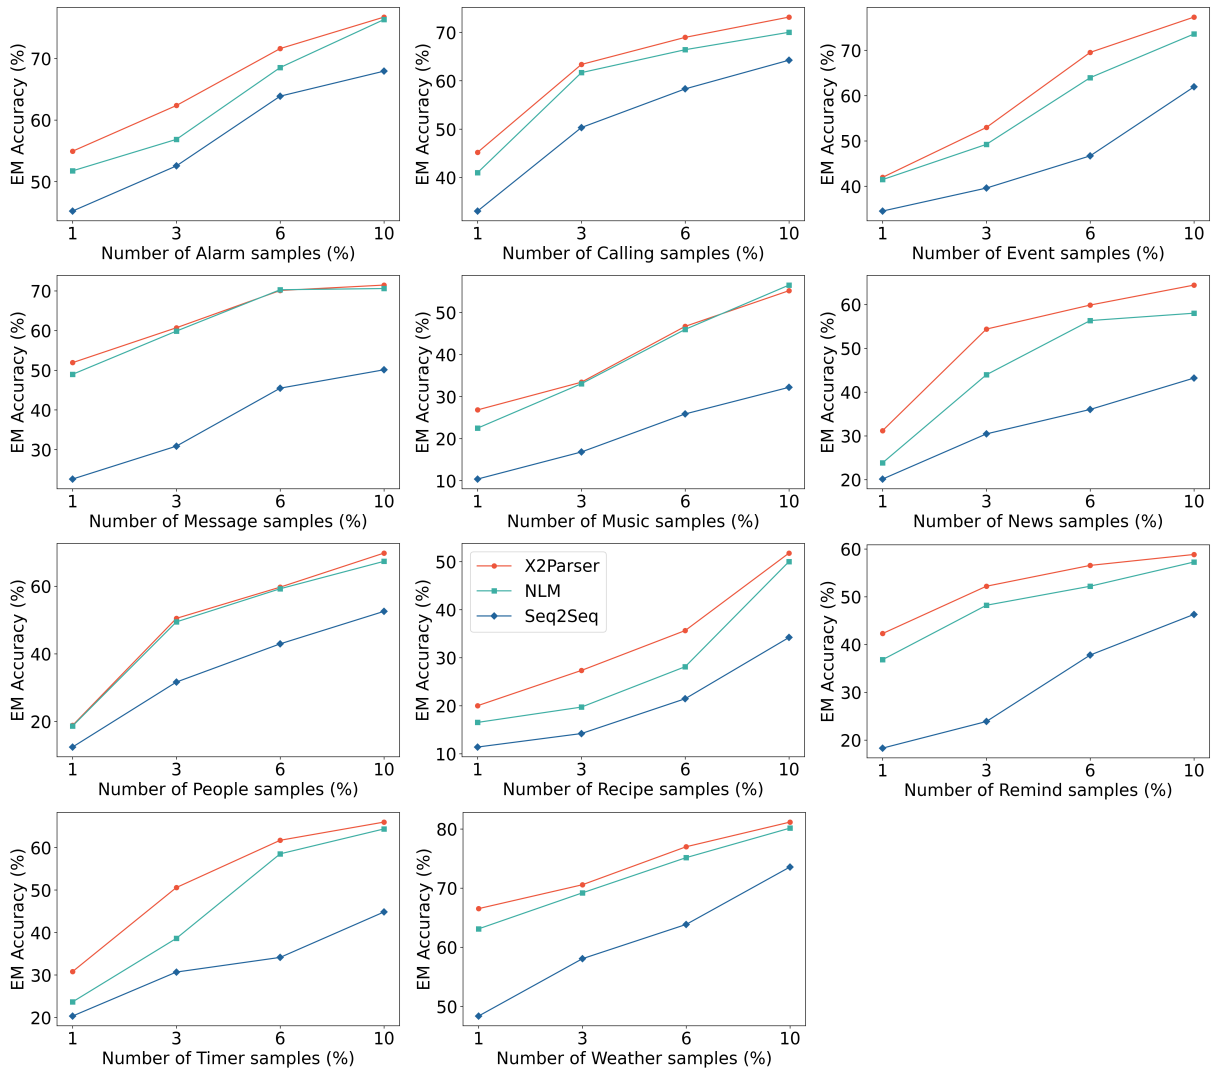 EM Accuracy (%)
70
60
50
1 3 6 10
Number of Alarm samples (%)
EM Accuracy (%)
70
60
50
40
1 3 6 10
Number of Calling samples (%)
EM Accuracy (%)
70
60
50
40
1 3 6 10
Number of Event samples (%)
EM Accuracy (%)
70
60
50
40
30
1 3 6 10
Number of Message samples (%)
EM Accuracy (%)
50
40
30
20
10
1 3 6 10
Number of Music samples (%)
EM Accuracy (%)
60
50
40
30
20
1 3 6 10
Number of News samples (%)
EM Accuracy (%)
60
40
20
1 3 6 10
Number of People samples (%)
EM Accuracy (%)
50
40
30
20
10
X2Parser
NLM
Seq2Seq
1 3 6 10
Number of Recipe samples (%)
EM Accuracy (%)
60
50
40
30
20
1 3 6 10
Number of Remind samples (%)
EM Accuracy (%)
60
50
40
30
20
1 3 6 10
Number of Timer samples (%)
EM Accuracy (%)
80
70
60
50
1 3 6 10
Number of Weather samples (%)